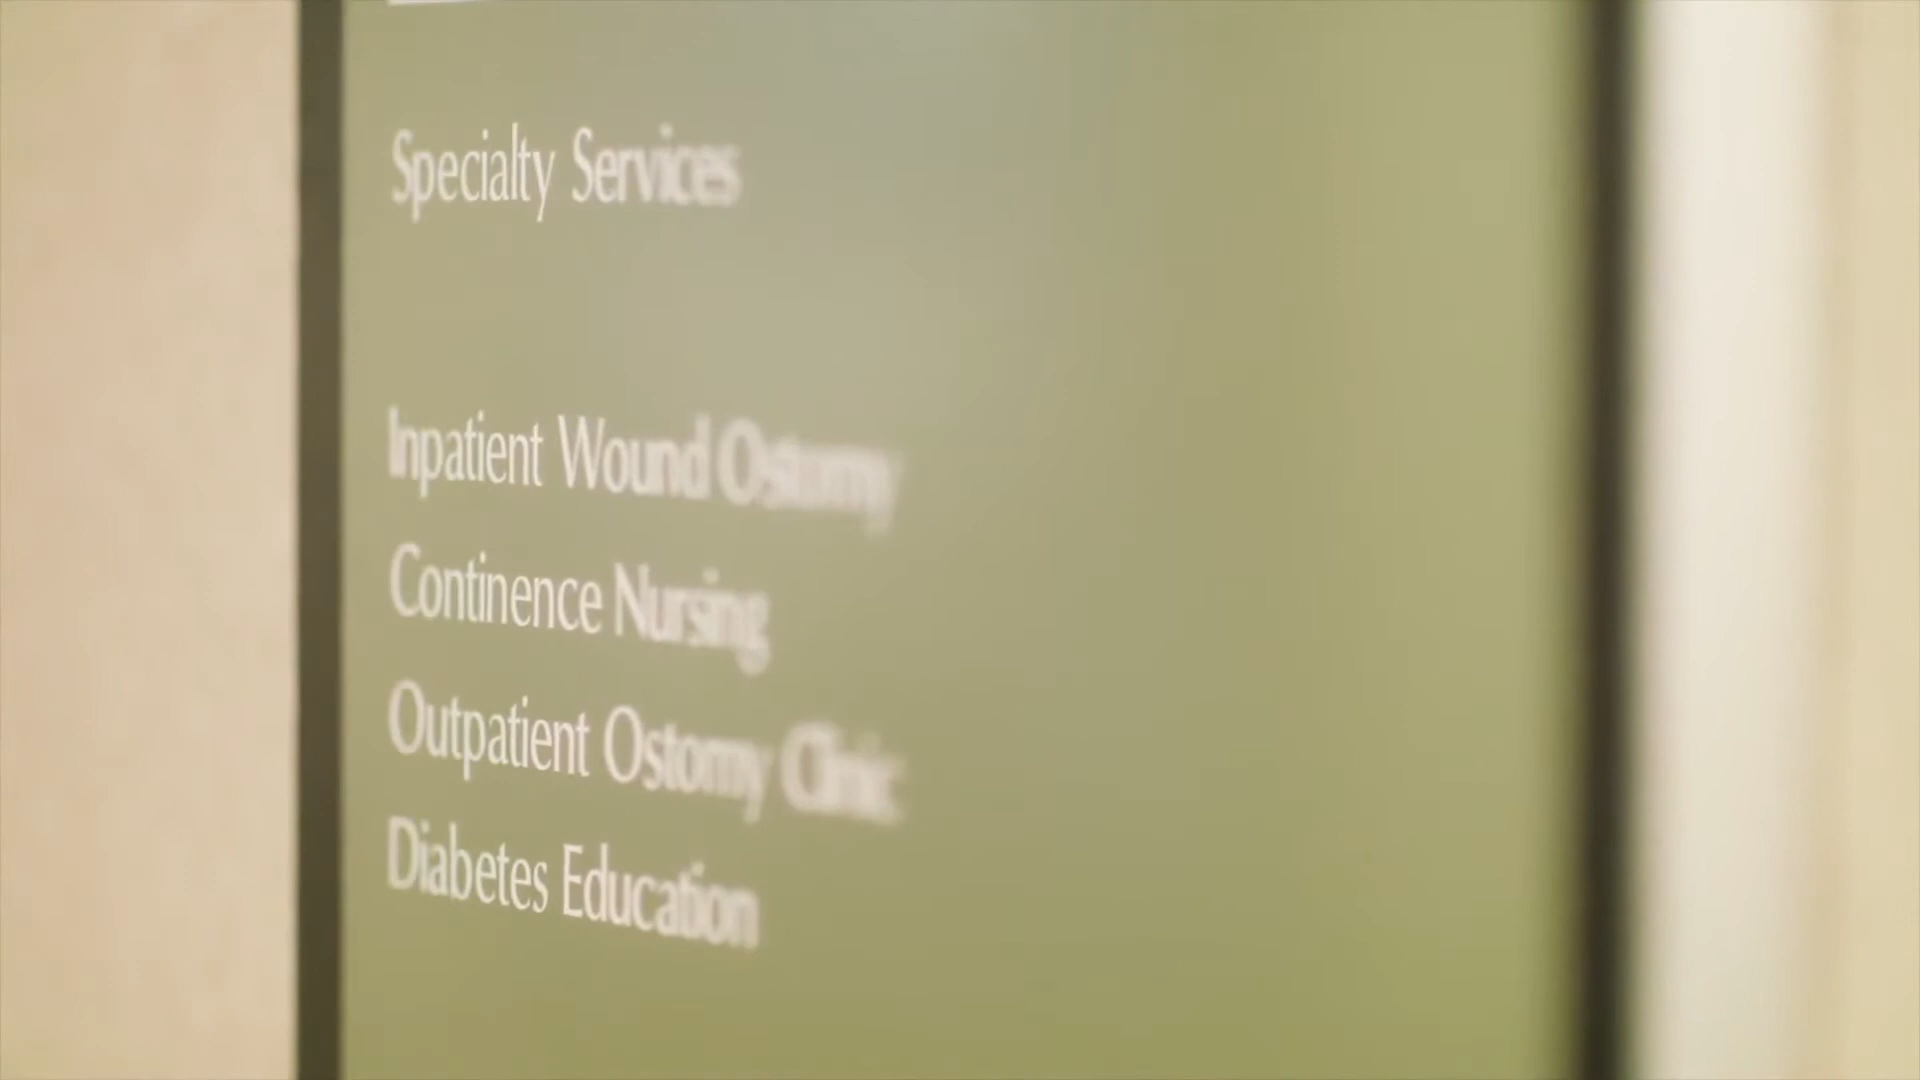 Specialty Services
Inpatient Wound Ostomy
Continence Nursing
Outpatient Ostomy Clinic
Diabetes Education